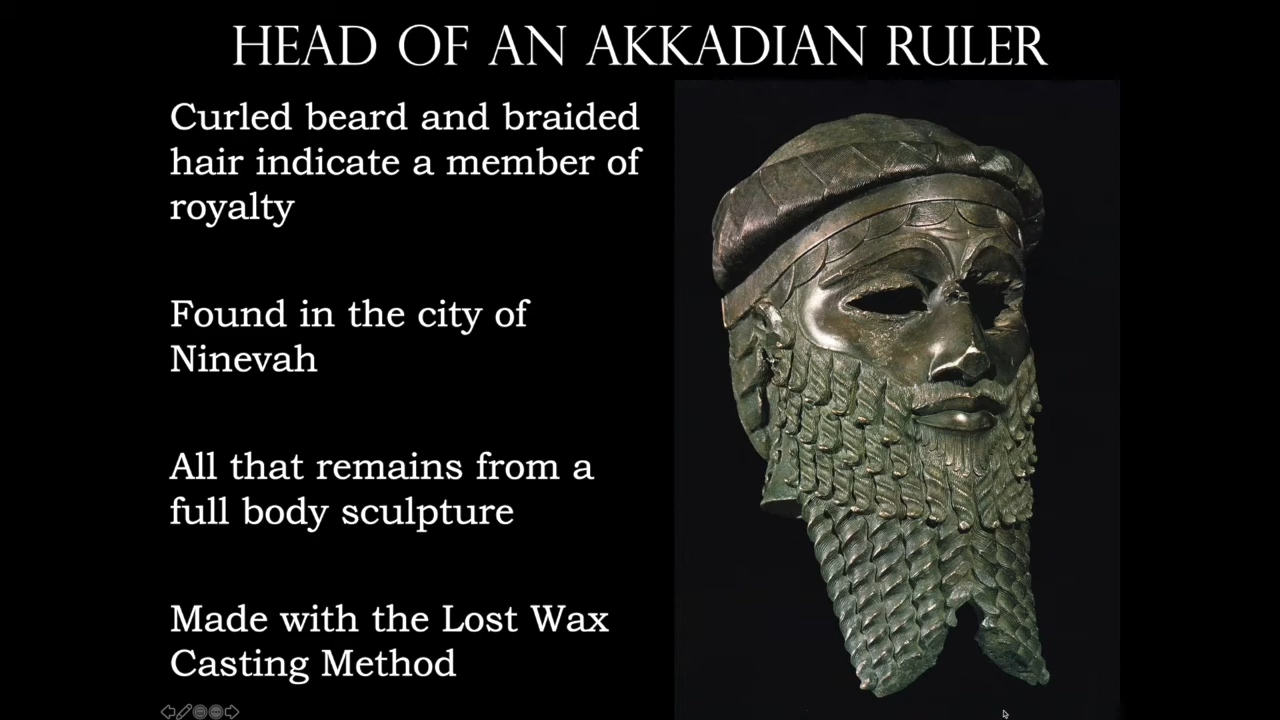 HEAD OF AN AKKADIAN RULER
Curled beard and braided
hair indicate a member of
royalty
Found in the city of
Ninevah
All that remains from a
full body sculpture
Made with the Lost Wax
Casting Method